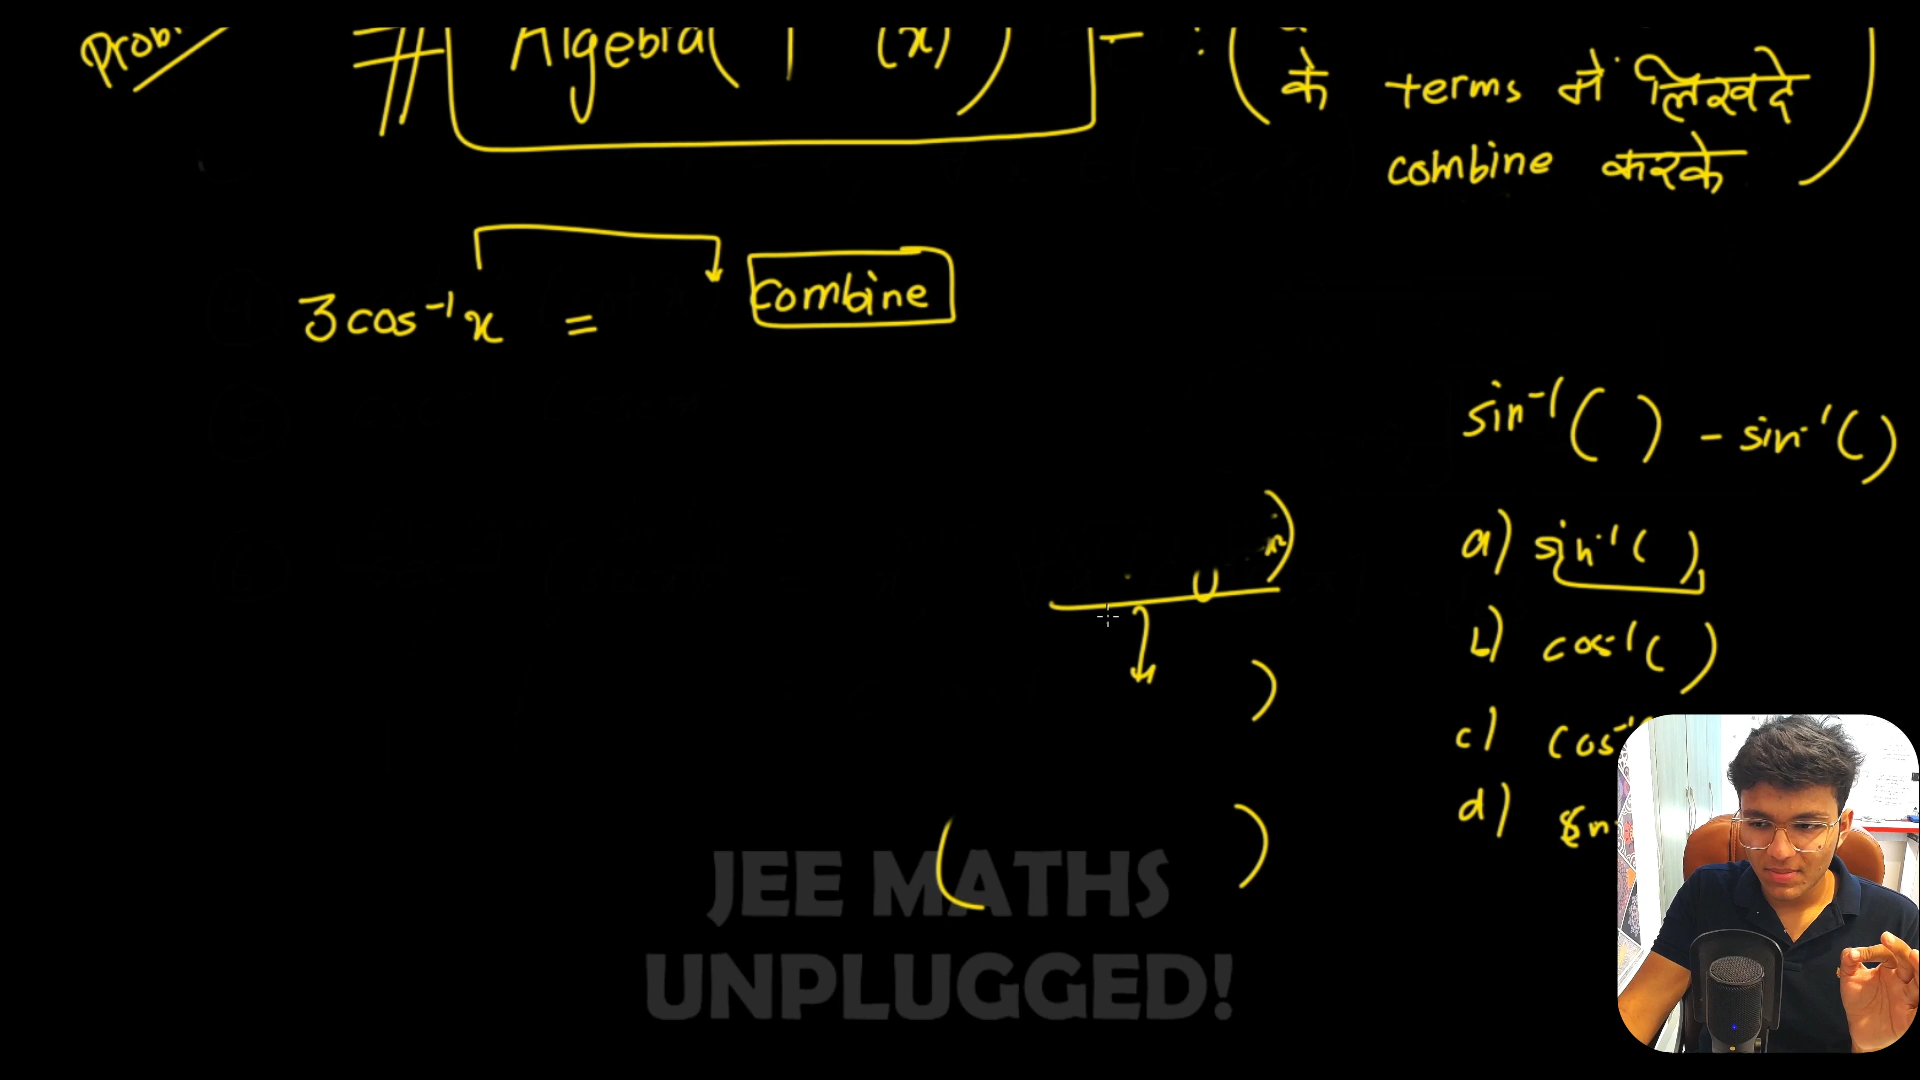 Prob.
# Algebra( T (x) ) - : (
के terms में लिखदे
combine करके )
3cos⁻¹x = combine
sin⁻¹( ) - sin⁻¹( )
a) sin⁻¹( )
b) cos⁻¹( )
c) cos⁻¹
d)
( )
JEE MATHS
UNPLUGGED!